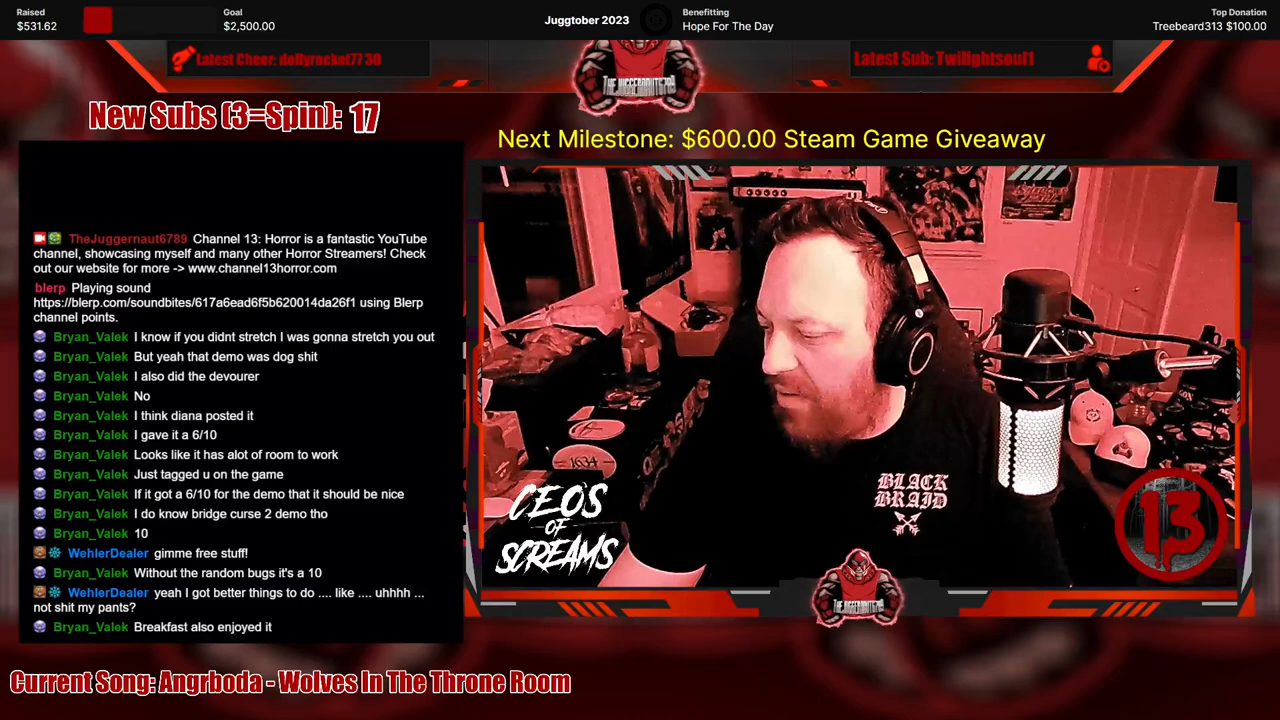 Raised
$531.62
Goal
$2,500.00
Juggtober 2023
Benefitting
Hope For The Day
Top Donation
Treebeard313 $100.00
Latest Cheer: dollyrocket77 30
THEJUGGERNAUT6789
Latest Sub: Twilightsoul1
New Subs (3=Spin): 17
Next Milestone: $600.00 Steam Game Giveaway
TheJuggernaut6789 Channel 13: Horror is a fantastic YouTube
channel, showcasing myself and many other Horror Streamers! Check
out our website for more -> www.channel13horror.com
blerp Playing sound
https://blerp.com/soundbites/617a6ead6f5b620014da26f1 using Blerp
channel points.
Bryan_Valek I know if you didnt stretch I was gonna stretch you out
Bryan_Valek But yeah that demo was dog shit
Bryan_Valek I also did the devourer
Bryan_Valek No
Bryan_Valek I think diana posted it
Bryan_Valek I gave it a 6/10
Bryan_Valek Looks like it has alot of room to work
Bryan_Valek Just tagged u on the game
Bryan_Valek If it got a 6/10 for the demo that it should be nice
Bryan_Valek I do know bridge curse 2 demo tho
Bryan_Valek 10
WehlerDealer gimme free stuff!
Bryan_Valek Without the random bugs it's a 10
WehlerDealer yeah I got better things to do .... like .... uhhhh ...
not shit my pants?
Bryan_Valek Breakfast also enjoyed it
1634
BLACK
BRAID
CEO'S
OF
SCREAMS
13
THEJUGGERNAUT6789
Current Song: Angrboda - Wolves In The Throne Room